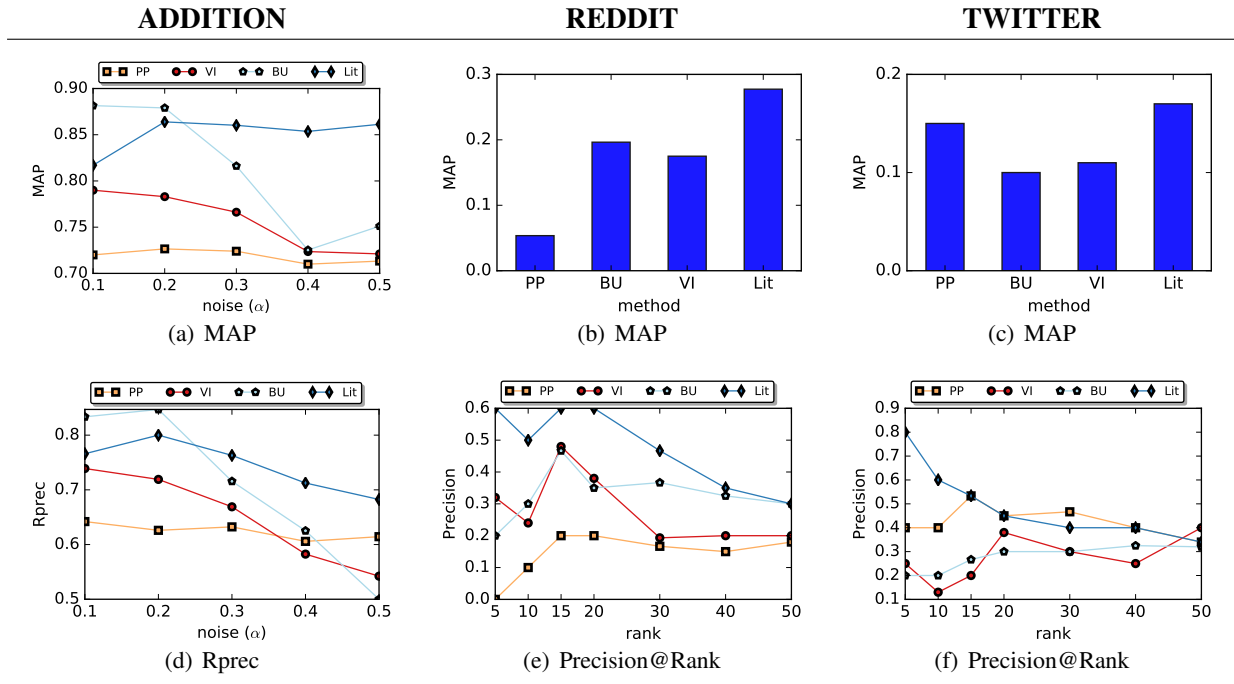 ADDITION REDDIT TWITTER
PP VI BU Lit
0.90
0.85
0.80
0.75
0.70
MAP
0.1 0.2 0.3 0.4 0.5
noise (α)
(a) MAP
0.3
0.2
0.1
0.0
MAP
PP BU VI Lit
method
(b) MAP
0.2
0.1
0.0
MAP
PP BU VI Lit
method
(c) MAP
PP VI BU Lit
0.8
0.7
0.6
0.5
Rprec
0.1 0.2 0.3 0.4 0.5
noise (α)
(d) Rprec
PP VI BU Lit
0.6
0.5
0.4
0.3
0.2
0.1
0.0
Precision
5 10 15 20 30 40 50
rank
(e) Precision@Rank
PP VI BU Lit
0.9
0.8
0.7
0.6
0.5
0.4
0.3
0.2
0.1
Precision
5 10 15 20 30 40 50
rank
(f) Precision@Rank